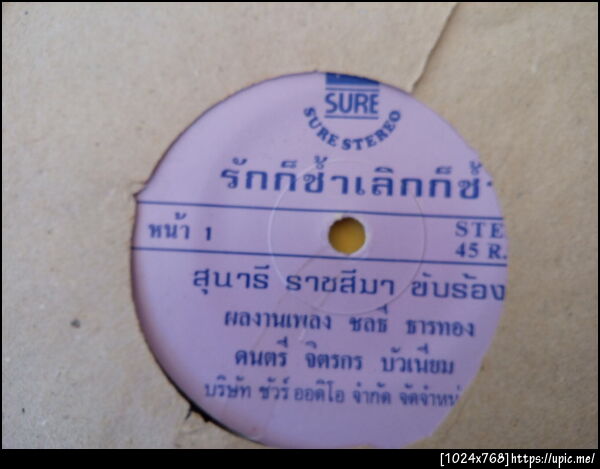 SURE
SURE STEREO
รักก็ช้ำเลิกก็ช้ำ
หน้า 1
STE
45 R.
สุนารี ราชสีมา ขับร้อง
ผลงานเพลง ชลธี ธารทอง
ดนตรี จิตรกร บัวเนียม
บริษัท ชัวร์ ออดิโอ จำกัด จัดจำหน่
[1024x768]https://upic.me/